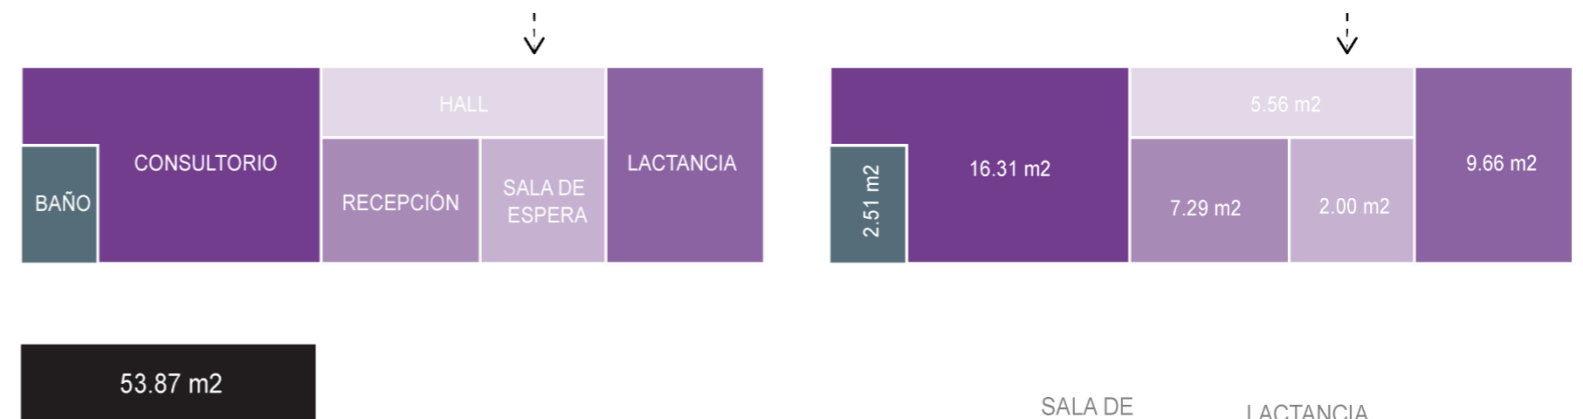 HALL
CONSULTORIO
LACTANCIA
BAÑO
RECEPCIÓN
SALA DE
ESPERA
5.56 m2
16.31 m2
9.66 m2
2.51 m2
7.29 m2
2.00 m2
53.87 m2
SALA DE
LACTANCIA